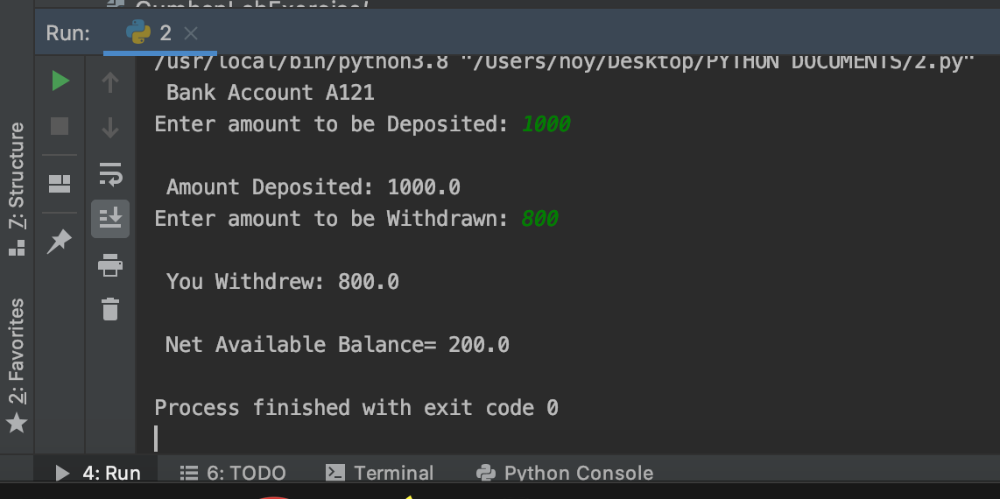 Run: 2
/usr/local/bin/python3.8 "/Users/noy/Desktop/PYTHON DOCUMENTS/2.py"
Bank Account A121
Enter amount to be Deposited: 1000
Amount Deposited: 1000.0
Enter amount to be Withdrawn: 800
You Withdrew: 800.0
Net Available Balance= 200.0
Process finished with exit code 0
7: Structure
2: Favorites
4: Run 6: TODO Terminal Python Console